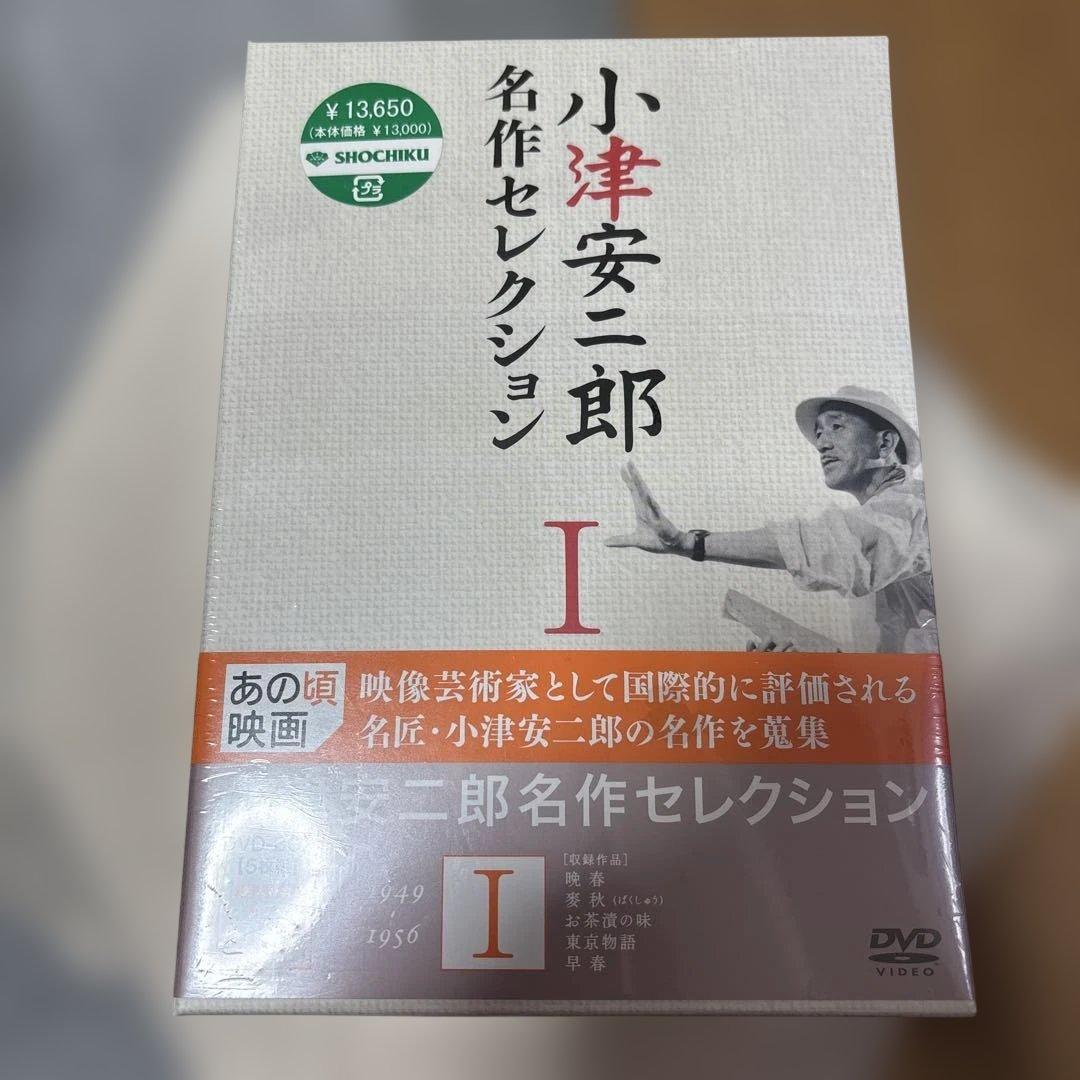 小津安二郎
名作セレクション
¥ 13,650
(本体価格 ¥13,000)
SHOCHIKU
プラ
I
あの頃
映画
映像芸術家として国際的に評価される
名匠・小津安二郎の名作を蒐集
安二郎名作セレクション
1949
-
1956
I
[収録作品]
晩春
麥秋(ばくしゅう)
お茶漬の味
東京物語
早春
DVD
VIDEO